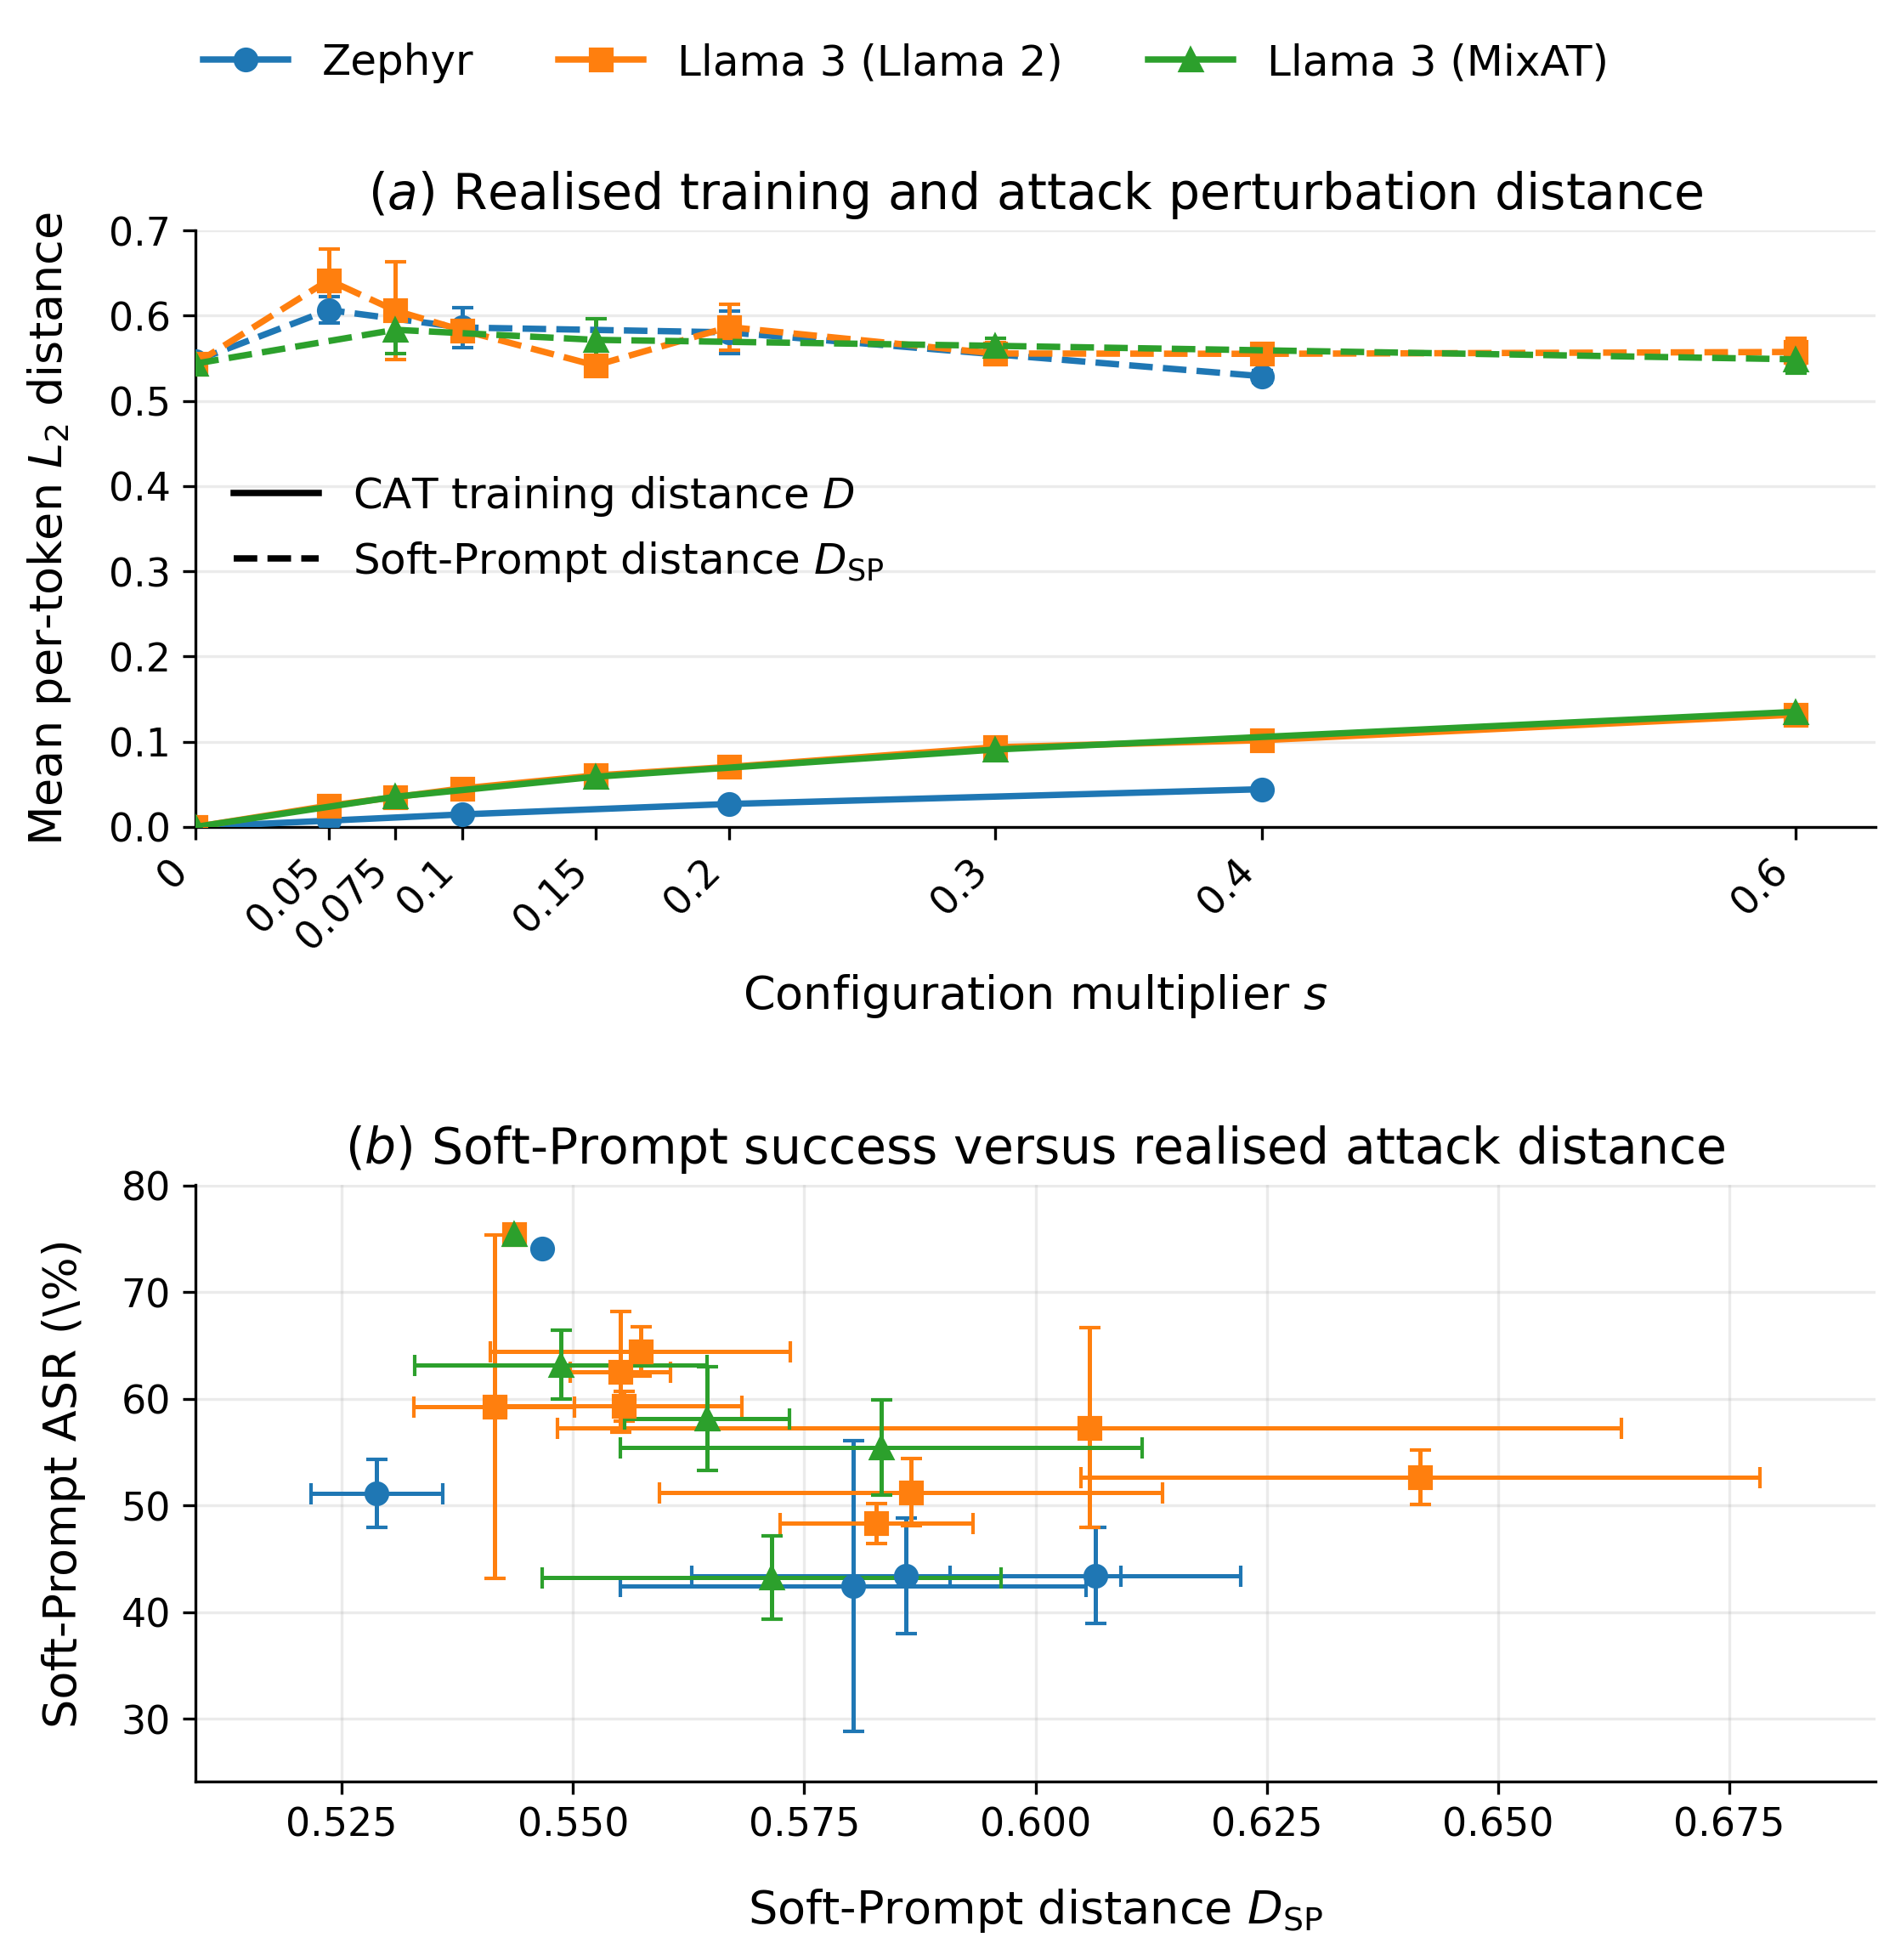 Zephyr Llama 3 (Llama 2) Llama 3 (MixAT)
(a) Realised training and attack perturbation distance
Mean per-token L₂ distance
0.7
0.6
0.5
0.4
0.3
0.2
0.1
0.0
CAT training distance D
Soft-Prompt distance D_SP
0 0.05 0.075 0.1 0.15 0.2 0.3 0.4 0.6
Configuration multiplier s
(b) Soft-Prompt success versus realised attack distance
Soft-Prompt ASR (\%)
80
70
60
50
40
30
0.525 0.550 0.575 0.600 0.625 0.650 0.675
Soft-Prompt distance D_SP